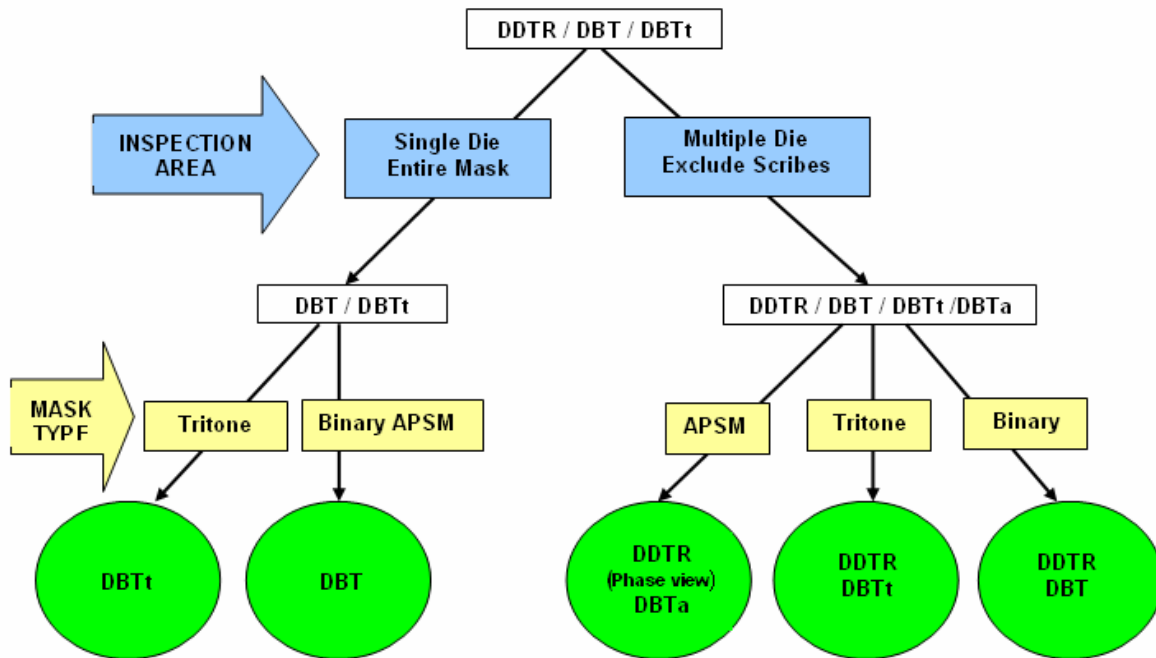 DDTR / DBT / DBTt
INSPECTION
AREA
Single Die
Entire Mask
Multiple Die
Exclude Scribes
DBT / DBTt
DDTR / DBT / DBTt /DBTa
MASK
TYPE
Tritone
Binary APSM
APSM
Tritone
Binary
DBTt
DBT
DDTR
(Phase view)
DBTa
DDTR
DBTt
DDTR
DBT